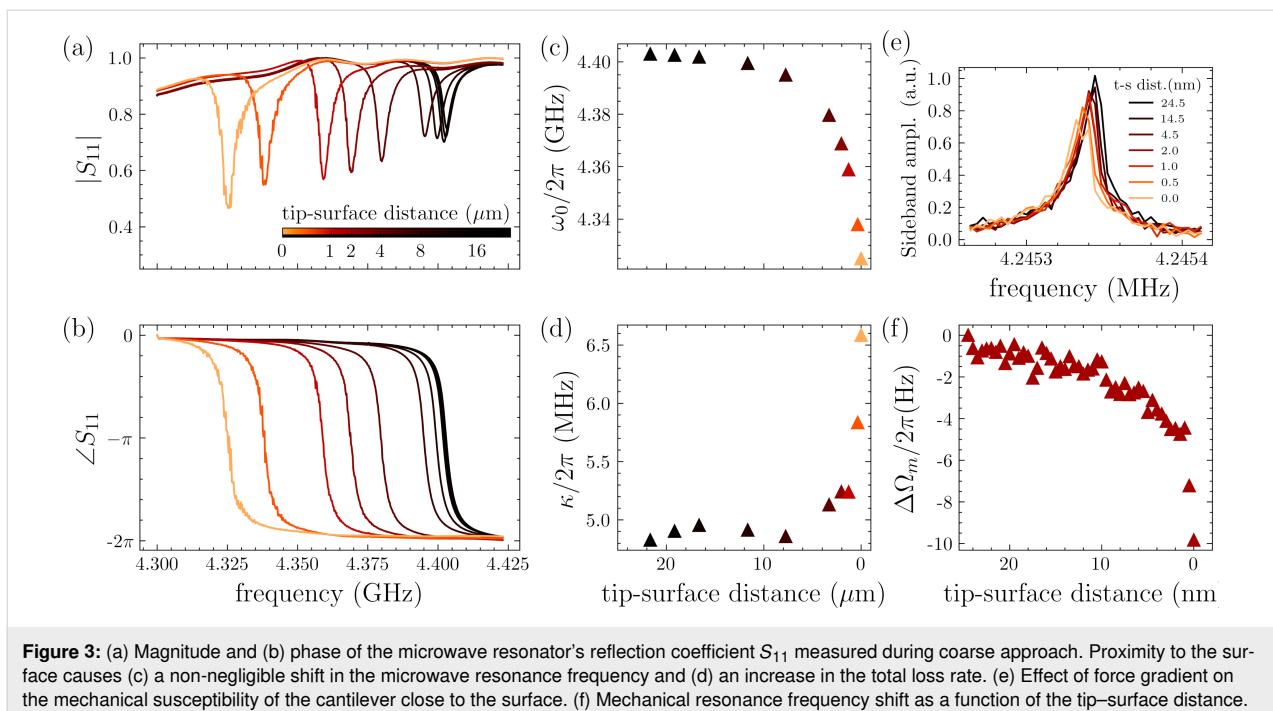 (a)
1.0
0.8
0.6
0.4
|S₁₁|
tip-surface distance (μm)
0 1 2 4 8 16
(b)
0
−π
-2π
∠S₁₁
4.300 4.325 4.350 4.375 4.400 4.425
frequency (GHz)
(c)
4.40
4.38
4.36
4.34
ω₀/2π (GHz)
(d)
6.5
6.0
5.5
5.0
κ/2π (MHz)
20 10 0
tip-surface distance (μm)
(e)
1.0
0.8
0.6
0.4
0.2
0.0
Sideband ampl. (a.u.)
t-s dist.(nm)
24.5
14.5
4.5
2.0
1.0
0.5
0.0
4.2453 4.2454
frequency (MHz)
(f)
0
−2
−4
−6
−8
−10
ΔΩₘ/2π(Hz)
20 10 0
tip-surface distance (nm
Figure 3: (a) Magnitude and (b) phase of the microwave resonator's reflection coefficient S₁₁ measured during coarse approach. Proximity to the sur-
face causes (c) a non-negligible shift in the microwave resonance frequency and (d) an increase in the total loss rate. (e) Effect of force gradient on
the mechanical susceptibility of the cantilever close to the surface. (f) Mechanical resonance frequency shift as a function of the tip–surface distance.